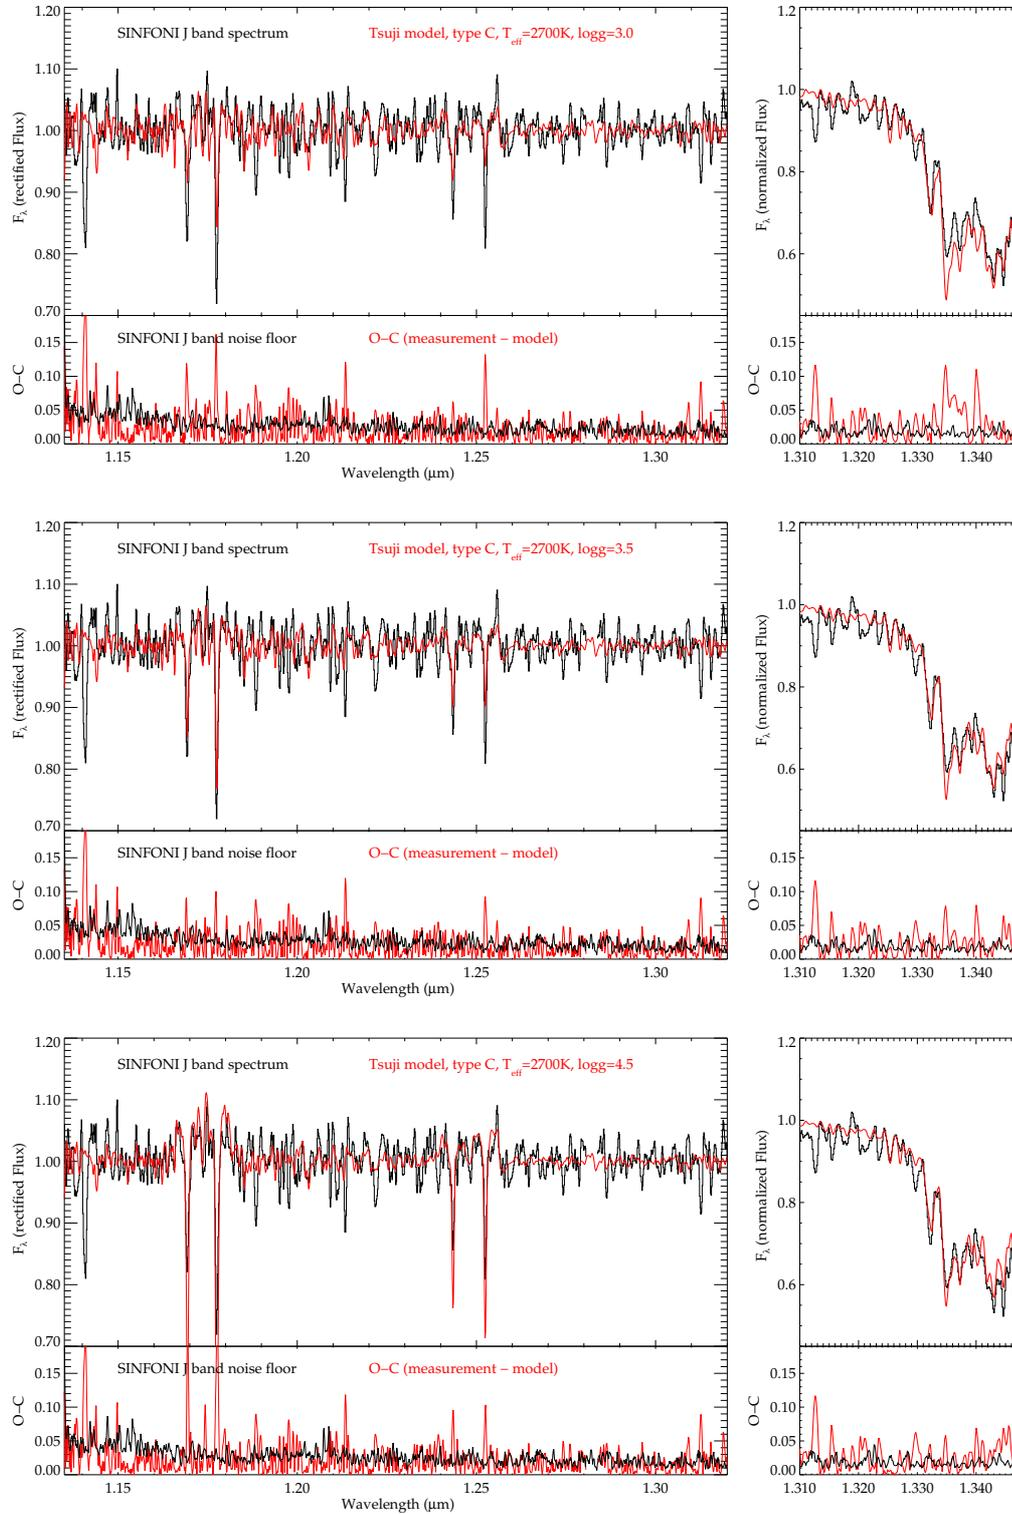 1.20
SINFONI J band spectrum
Tsuji model, type C, Teff=2700K, logg=3.0
1.10
1.00
0.90
0.80
0.70
Fλ (rectified Flux)
1.2
1.0
0.8
0.6
Fλ (normalized Flux)
SINFONI J band noise floor
O–C (measurement – model)
0.15
0.10
0.05
0.00
O–C
0.15
0.10
0.05
0.00
O–C
1.15
1.20
1.25
1.30
Wavelength (μm)
1.310
1.320
1.330
1.340
1.20
SINFONI J band spectrum
Tsuji model, type C, Teff=2700K, logg=3.5
1.10
1.00
0.90
0.80
0.70
Fλ (rectified Flux)
1.2
1.0
0.8
0.6
Fλ (normalized Flux)
SINFONI J band noise floor
O–C (measurement – model)
0.15
0.10
0.05
0.00
O–C
0.15
0.10
0.05
0.00
O–C
1.15
1.20
1.25
1.30
Wavelength (μm)
1.310
1.320
1.330
1.340
1.20
SINFONI J band spectrum
Tsuji model, type C, Teff=2700K, logg=4.5
1.10
1.00
0.90
0.80
0.70
Fλ (rectified Flux)
1.2
1.0
0.8
0.6
Fλ (normalized Flux)
SINFONI J band noise floor
O–C (measurement – model)
0.15
0.10
0.05
0.00
O–C
0.15
0.10
0.05
0.00
O–C
1.15
1.20
1.25
1.30
Wavelength (μm)
1.310
1.320
1.330
1.340